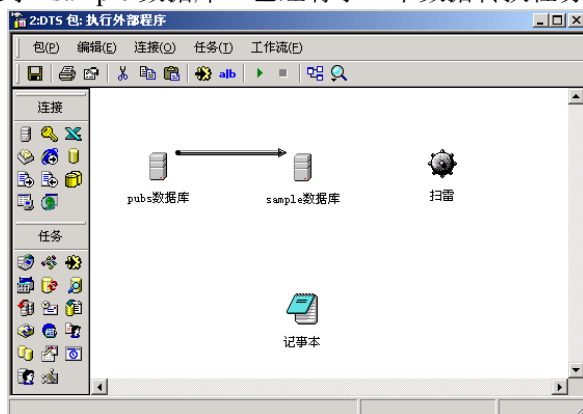 2:DTS 包: 执行外部程序
包(P) 编辑(E) 连接(O) 任务(T) 工作流(F)
a|b
连接
pubs数据库
sample数据库
扫雷
任务
记事本